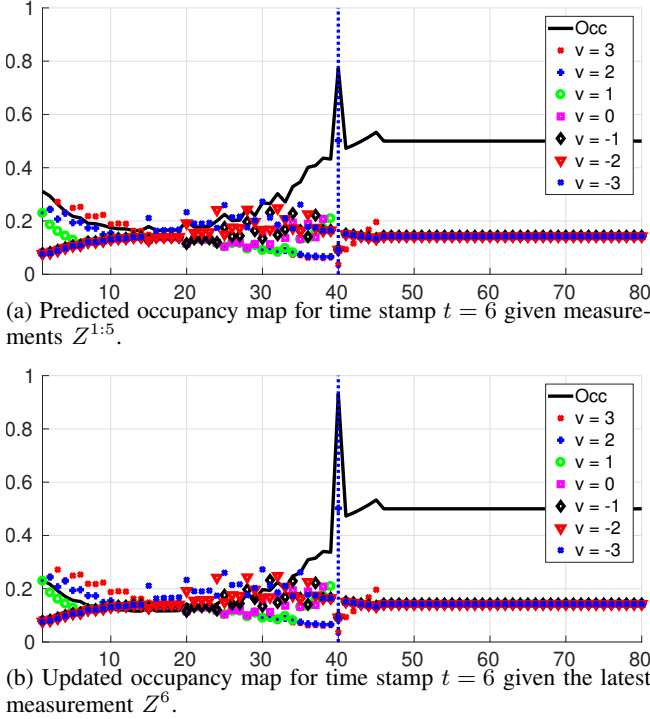 1
0.8
0.6
0.4
0.2
0
Occ
v = 3
v = 2
v = 1
v = 0
v = -1
v = -2
v = -3
10 20 30 40 50 60 70 80
(a) Predicted occupancy map for time stamp t = 6 given measure-
ments Z^{1:5}.
1
0.8
0.6
0.4
0.2
0
Occ
v = 3
v = 2
v = 1
v = 0
v = -1
v = -2
v = -3
10 20 30 40 50 60 70 80
(b) Updated occupancy map for time stamp t = 6 given the latest
measurement Z^6.